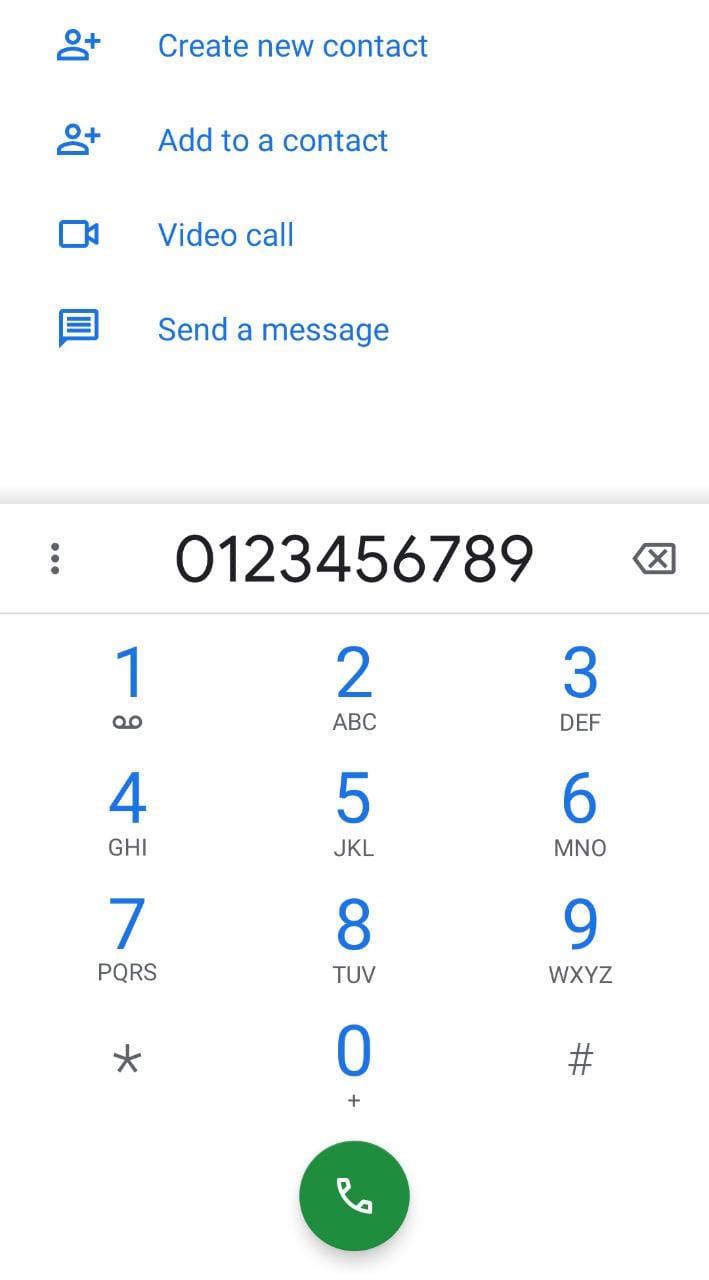 Create new contact
Add to a contact
Video call
Send a message
0123456789
1 2 3
ABC DEF
4 5 6
GHI JKL MNO
7 8 9
PQRS TUV WXYZ
* 0 #
+